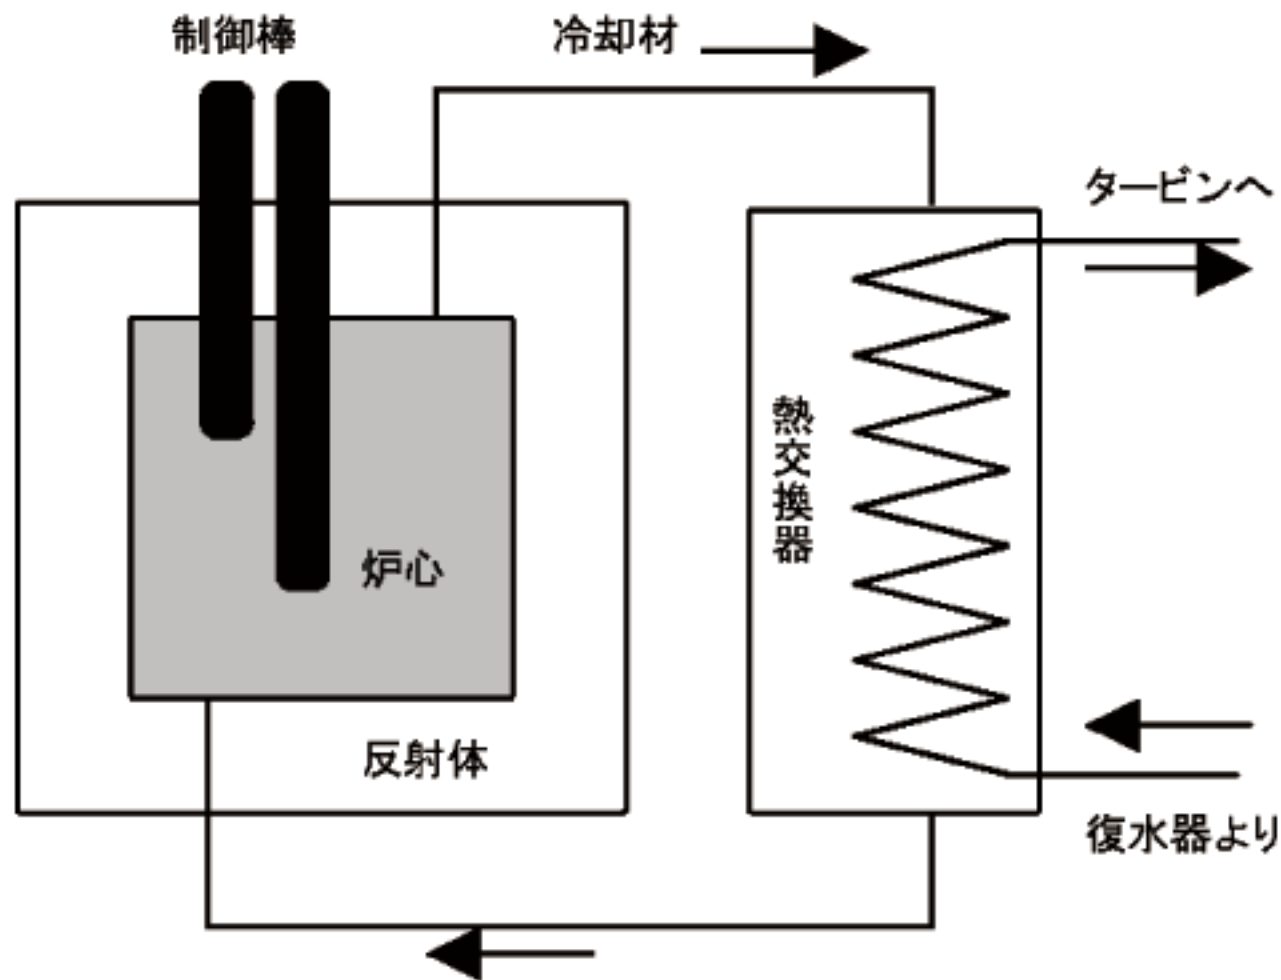 制御棒
冷却材
タービンへ
熱交換器
炉心
反射体
復水器より